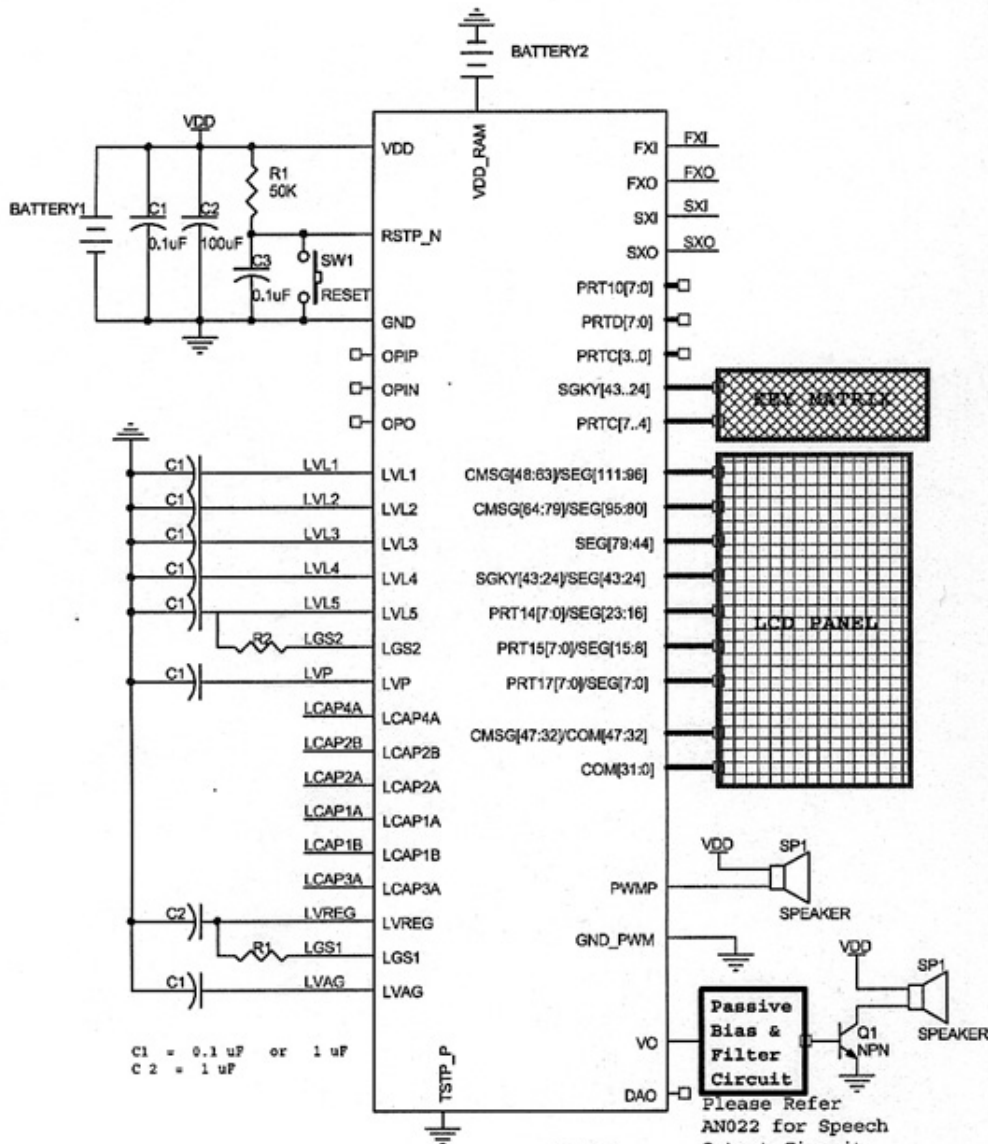 BATTERY2
VDD
BATTERY1
C1
0.1uF
C2
100uF
R1
50K
C3
0.1uF
SW1
RESET
VDD
RSTP_N
GND
OPIP
OPIN
OPO
VDD_RAM
FXI FXI
FXO FXO
SXI SXI
SXO SXO
PRT10[7:0]
PRTD[7:0]
PRTC[3..0]
SGKY[43..24]
PRTC[7..4]
KEY MATRIX
C1 LVL1 LVL1
C1 LVL2 LVL2
C1 LVL3 LVL3
C1 LVL4 LVL4
C1 LVL5 LVL5
R2 LGS2 LGS2
C1 LVP LVP
LCAP4A LCAP4A
LCAP2B LCAP2B
LCAP2A LCAP2A
LCAP1A LCAP1A
LCAP1B LCAP1B
LCAP3A LCAP3A
C2 LVREG LVREG
R1 LGS1 LGS1
C1 LVAG LVAG
CMSG[48:63]/SEG[111:96]
CMSG[64:79]/SEG[95:80]
SEG[79:44]
SGKY[43:24]/SEG[43:24]
PRT14[7:0]/SEG[23:16]
PRT15[7:0]/SEG[15:8]
PRT17[7:0]/SEG[7:0]
CMSG[47:32]/COM[47:32]
COM[31:0]
LCD PANEL
VDD
SP1
SPEAKER
PWMP
GND_PWM
VDD
SP1
SPEAKER
Q1
NPN
VO
DAO
Passive
Bias &
Filter
Circuit
Please Refer
AN022 for Speech
C1 = 0.1 uF or 1 uF
C 2 = 1 uF
TSTP_P